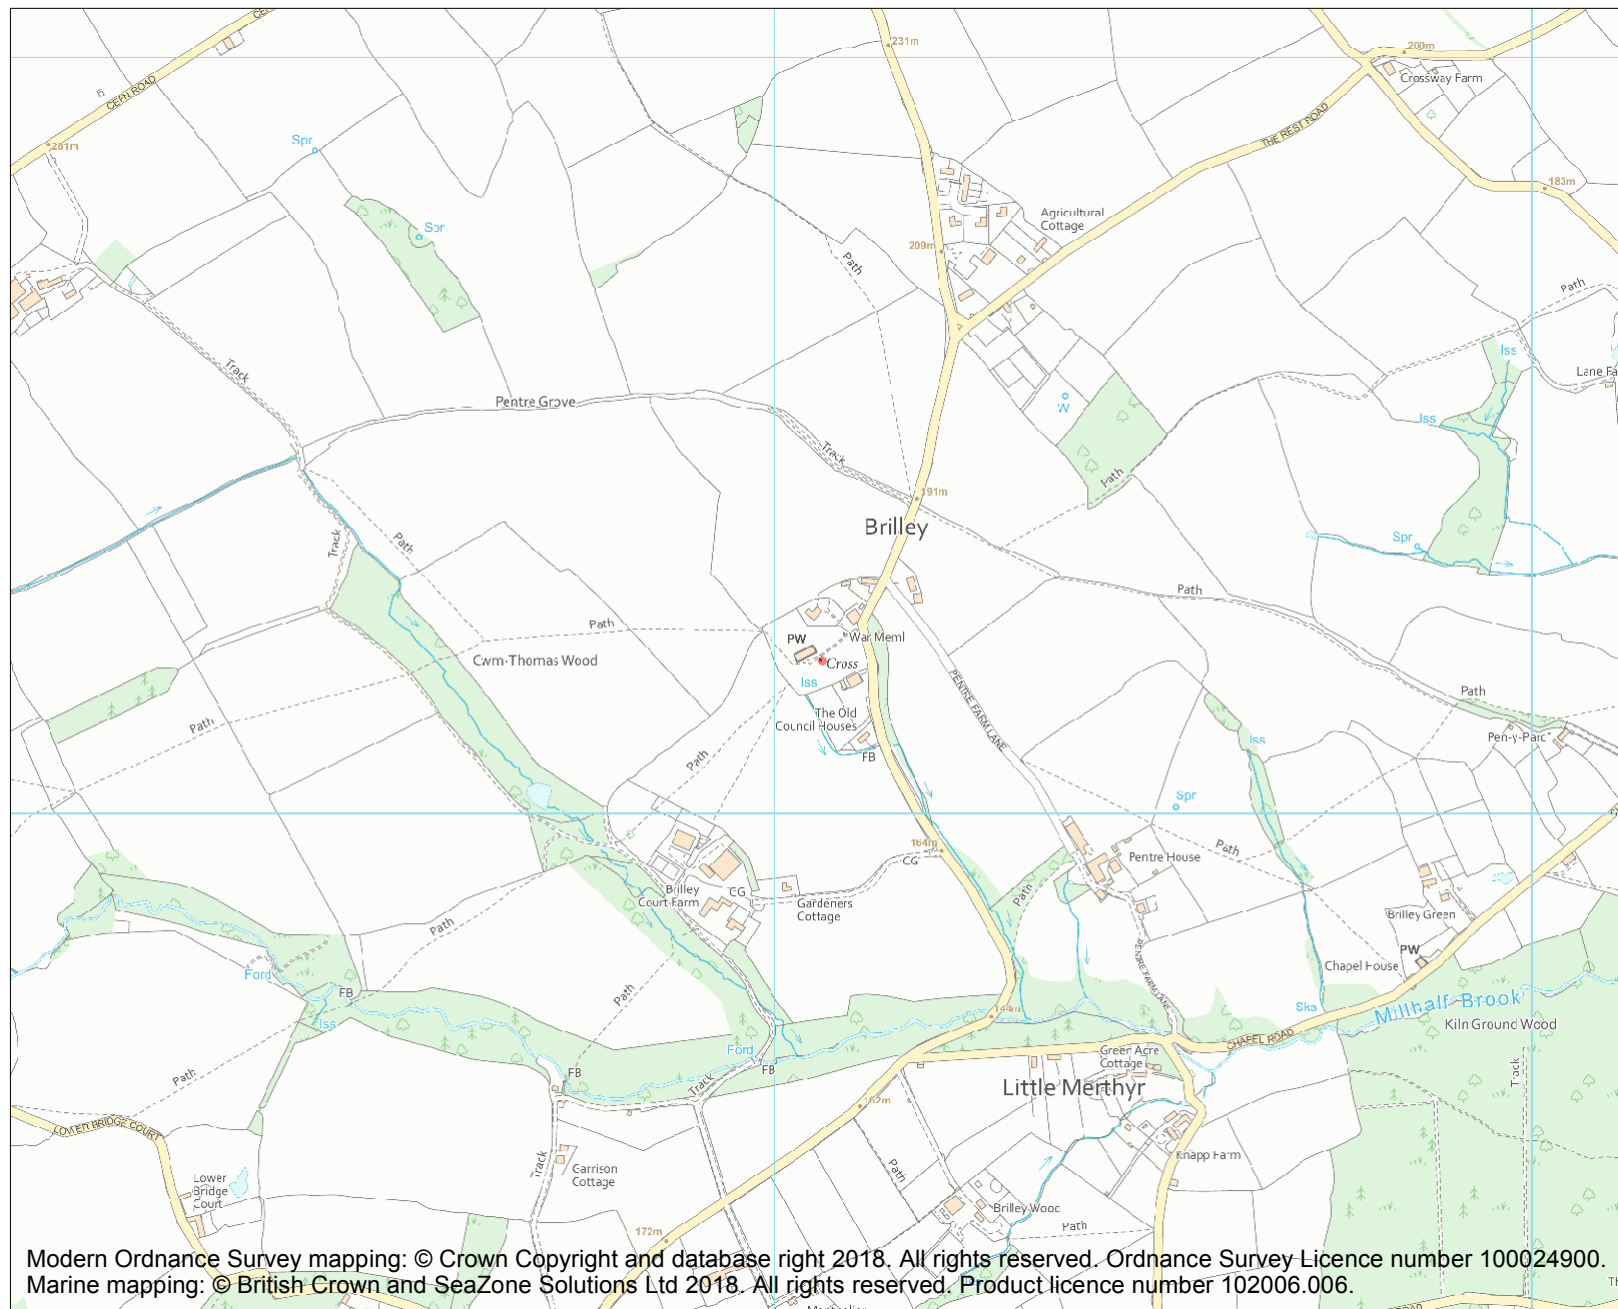 CEFN ROAD
231m
200m
Crossway Farm
281m
Spr
THE REST ROAD
183m
Spr
Agricultural
Cottage
209m
Path
Path
Iss
Track
Lane
Pentre Grove
W
Iss
Track
Path
191m
Brilley
Track
Path
Spr
Path
Path
War Meml
PW
Cross
Cwm-Thomas Wood
Iss
PENTRE FARM LANE
Path
Path
The Old
Council Houses
Iss
Pen-y-Parc
Path
FB
Spr
164m
CG
Path
Pentre House
Brilley
Court Farm
CG
Gardeners
Cottage
Path
Path
Brilley Green
PW
Chapel House
PENTRE FARM LANE
Ford
FB
Path
Iss
Sks
Millhalf Brook
144m
Kiln Ground Wood
CHAPEL ROAD
Ford
Green Acre
Cottage
FB
FB
Path
Track
Track
Little Merthyr
162m
LOWER BRIDGE COURT
Knapp Farm
Track
Garrison
Cottage
Path
Lower
Bridge
Court
Brilley Wood
Path
172m
Modern Ordnance Survey mapping: © Crown Copyright and database right 2018. All rights reserved. Ordnance Survey Licence number 100024900.
Marine mapping: © British Crown and SeaZone Solutions Ltd 2018. All rights reserved. Product licence number 102006.006.
ROAD